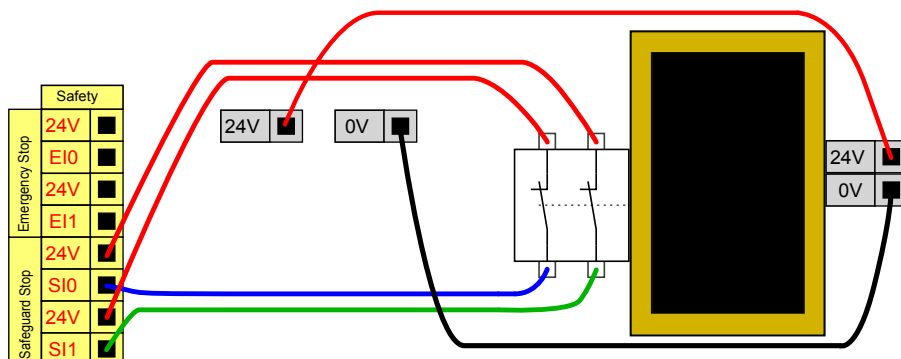 Safety
Emergency Stop
24V
EI0
24V
EI1
Safeguard Stop
24V
SI0
24V
SI1
24V
0V
24V
0V